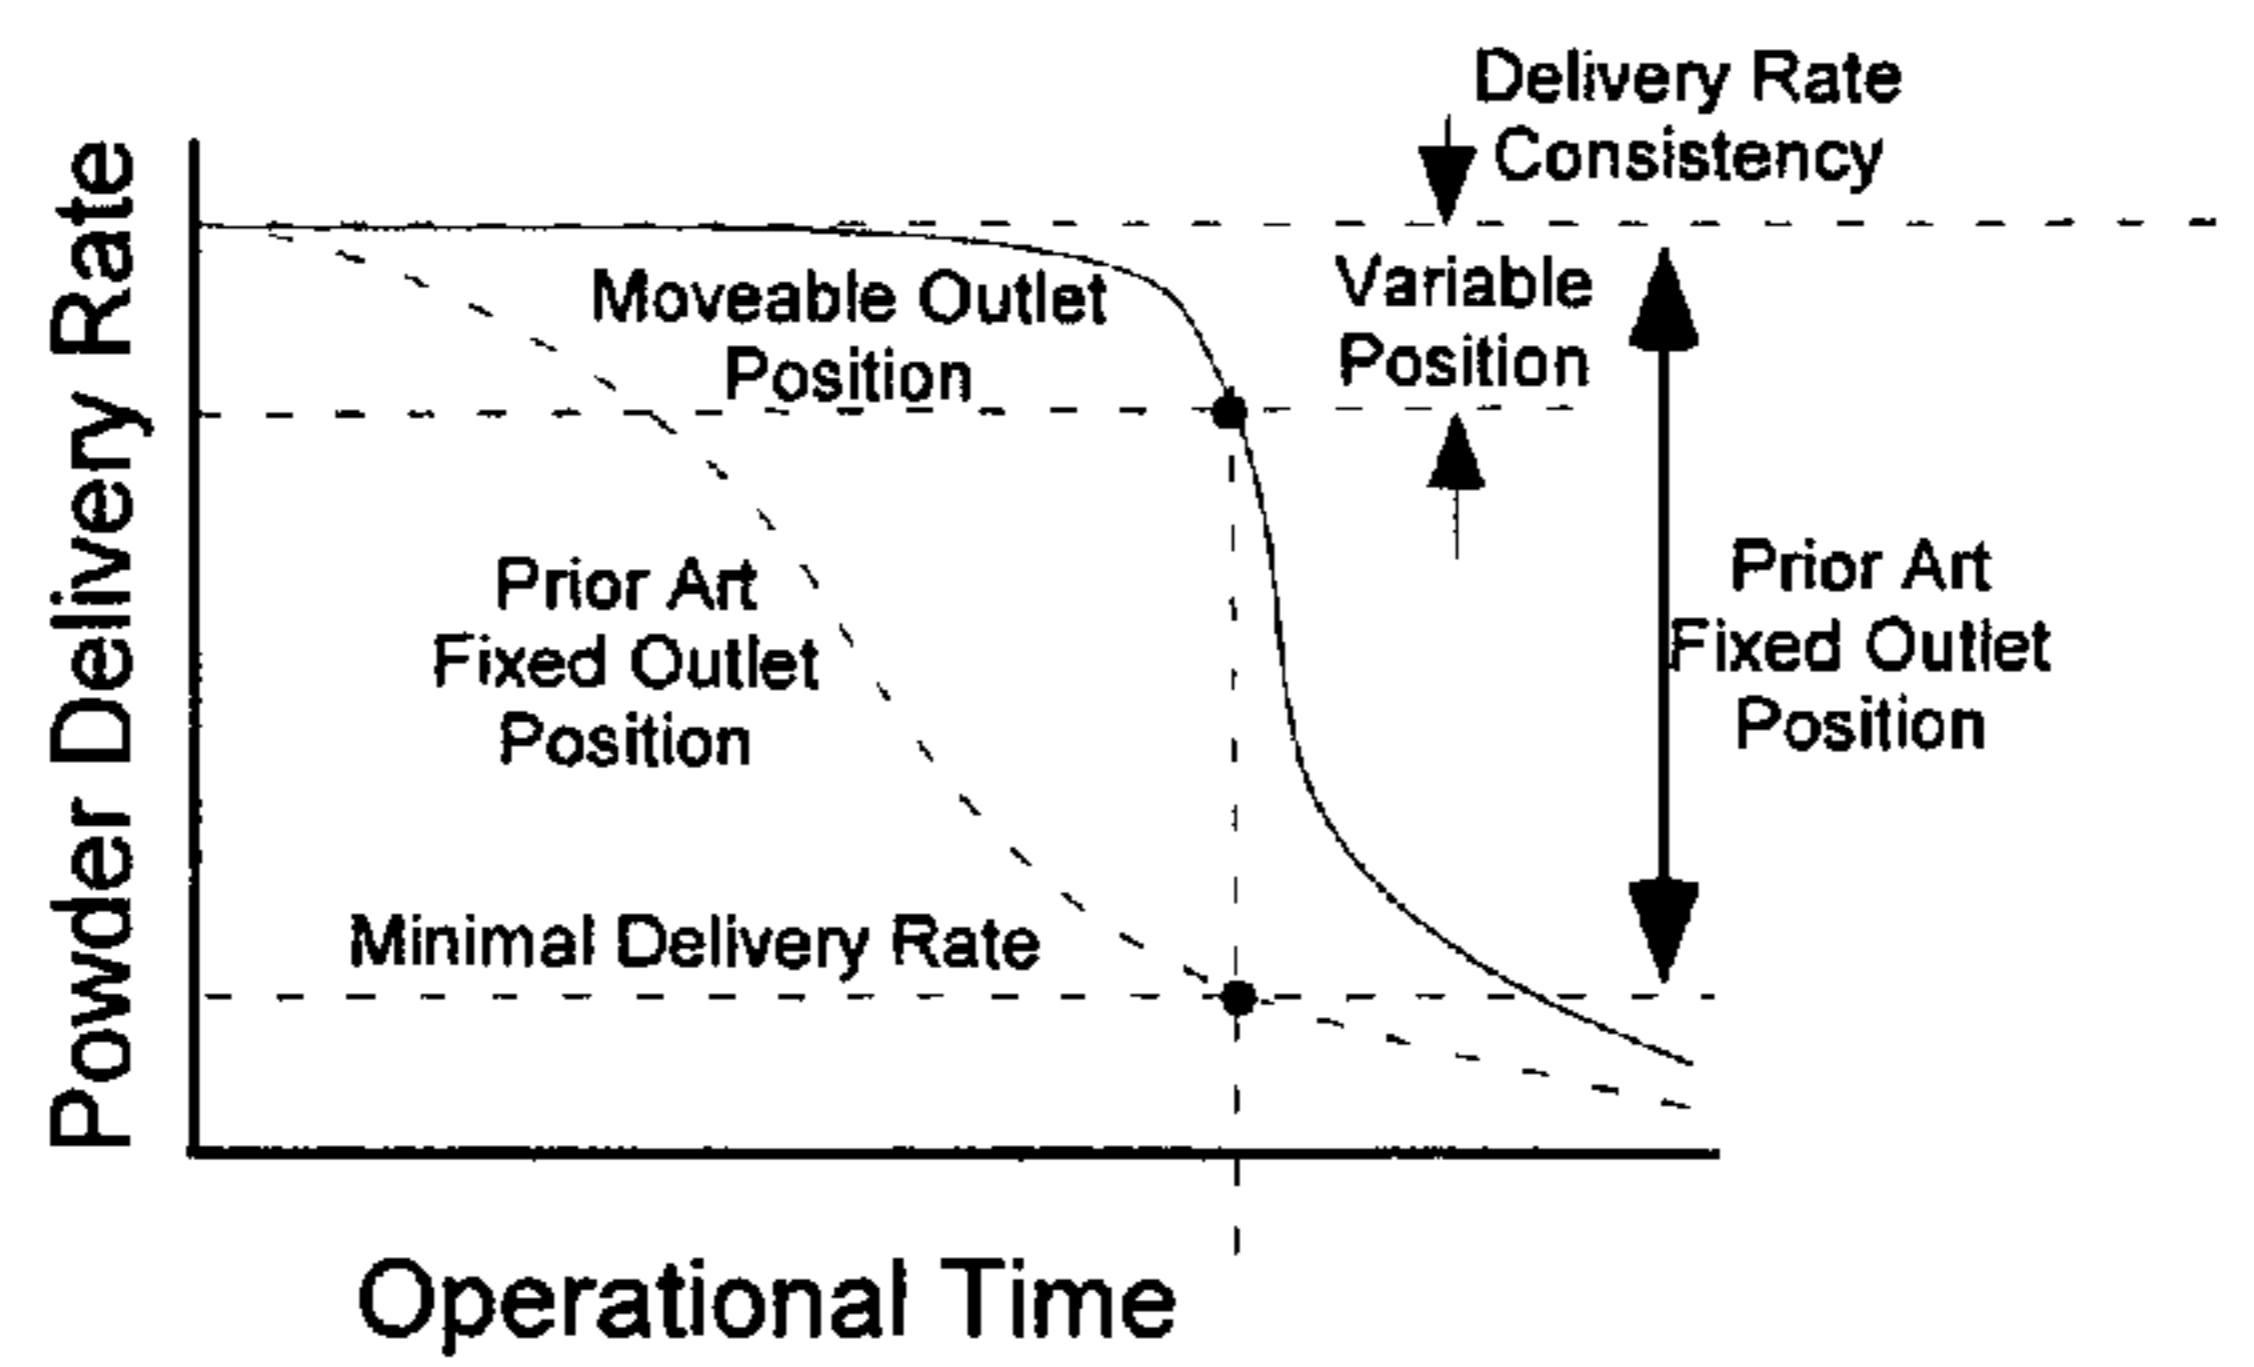 Delivery Rate
Consistency
Powder Delivery Rate
Moveable Outlet
Position
Variable
Position
Prior Art
Fixed Outlet
Position
Prior Art
Fixed Outlet
Position
Minimal Delivery Rate
Operational Time